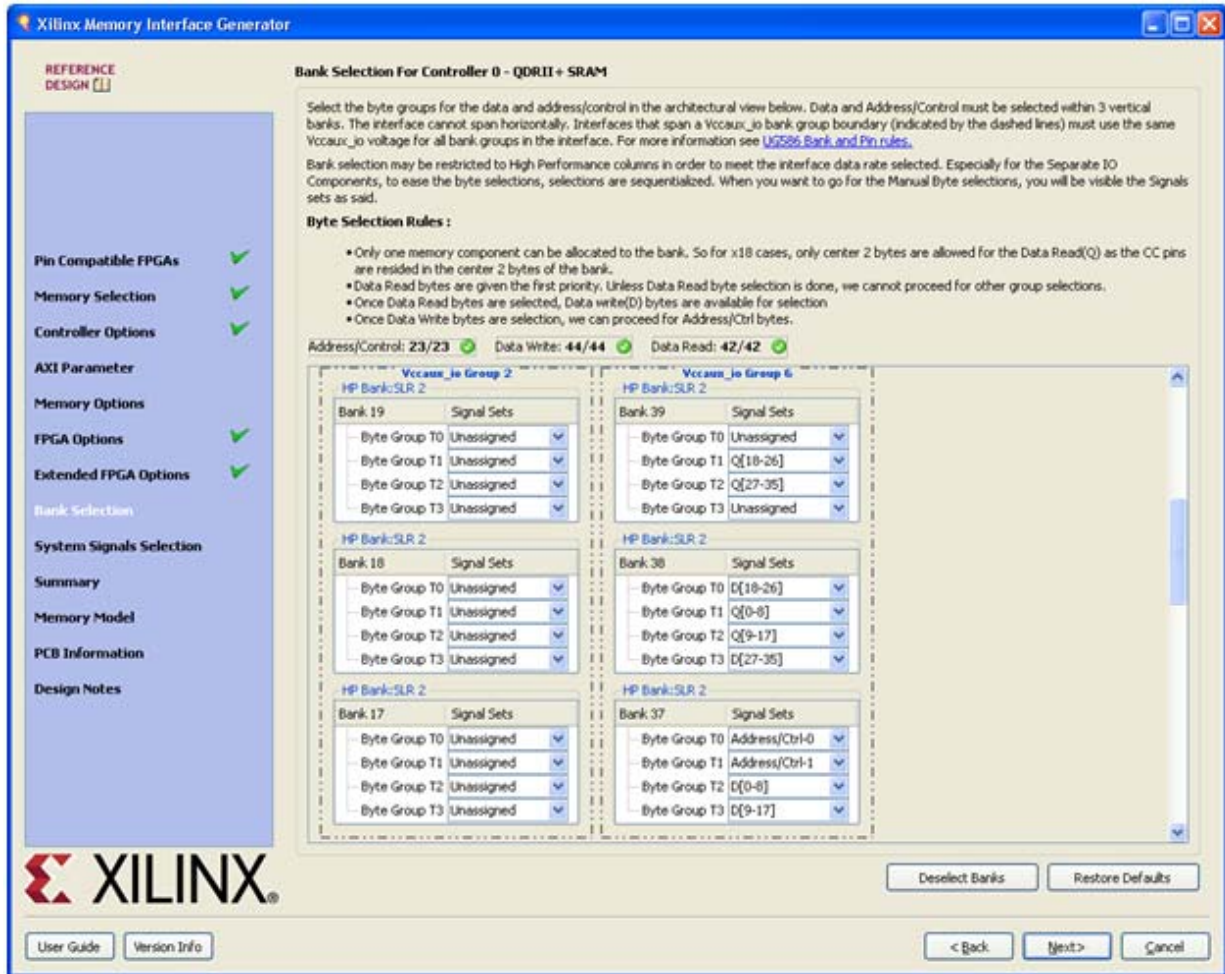 Xilinx Memory Interface Generator
REFERENCE
DESIGN
Pin Compatible FPGAs
Memory Selection
Controller Options
AXI Parameter
Memory Options
FPGA Options
Extended FPGA Options
Bank Selection
System Signals Selection
Summary
Memory Model
PCB Information
Design Notes
XILINX®
Bank Selection For Controller 0 - QDRII+ SRAM
Select the byte groups for the data and address/control in the architectural view below. Data and Address/Control must be selected within 3 vertical
banks. The interface cannot span horizontally. Interfaces that span a Vccaux_io bank group boundary (indicated by the dashed lines) must use the same
Vccaux_io voltage for all bank groups in the interface. For more information see UG586 Bank and Pin rules.
Bank selection may be restricted to High Performance columns in order to meet the interface data rate selected. Especially for the Separate IO
Components, to ease the byte selections, selections are sequentialized. When you want to go for the Manual Byte selections, you will be visible the Signals
sets as said.
Byte Selection Rules :
•Only one memory component can be allocated to the bank. So for x18 cases, only center 2 bytes are allowed for the Data Read(Q) as the CC pins
are resided in the center 2 bytes of the bank.
•Data Read bytes are given the first priority. Unless Data Read byte selection is done, we cannot proceed for other group selections.
•Once Data Read bytes are selected, Data write(D) bytes are available for selection
•Once Data Write bytes are selection, we can proceed for Address/Ctrl bytes.
Address/Control: 23/23 Data Write: 44/44 Data Read: 42/42
Vccaux_io Group 2
HP Bank:SLR 2
Bank 19 Signal Sets
Byte Group T0 Unassigned
Byte Group T1 Unassigned
Byte Group T2 Unassigned
Byte Group T3 Unassigned
HP Bank:SLR 2
Bank 18 Signal Sets
Byte Group T0 Unassigned
Byte Group T1 Unassigned
Byte Group T2 Unassigned
Byte Group T3 Unassigned
HP Bank:SLR 2
Bank 17 Signal Sets
Byte Group T0 Unassigned
Byte Group T1 Unassigned
Byte Group T2 Unassigned
Byte Group T3 Unassigned
Vccaux_io Group 6
HP Bank:SLR 2
Bank 39 Signal Sets
Byte Group T0 Unassigned
Byte Group T1 Q[18-26]
Byte Group T2 Q[27-35]
Byte Group T3 Unassigned
HP Bank:SLR 2
Bank 38 Signal Sets
Byte Group T0 D[18-26]
Byte Group T1 Q[0-8]
Byte Group T2 Q[9-17]
Byte Group T3 D[27-35]
HP Bank:SLR 2
Bank 37 Signal Sets
Byte Group T0 Address/Ctrl-0
Byte Group T1 Address/Ctrl-1
Byte Group T2 D[0-8]
Byte Group T3 D[9-17]
Deselect Banks Restore Defaults
User Guide Version Info < Back Next> Cancel